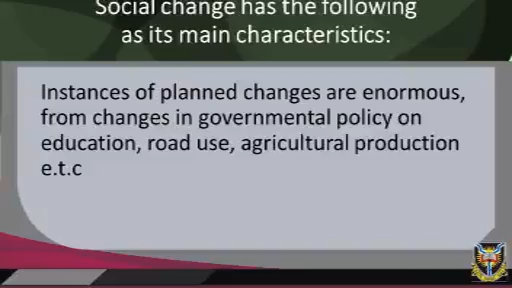 Social change has the following
as its main characteristics:
Instances of planned changes are enormous,
from changes in governmental policy on
education, road use, agricultural production
e.t.c